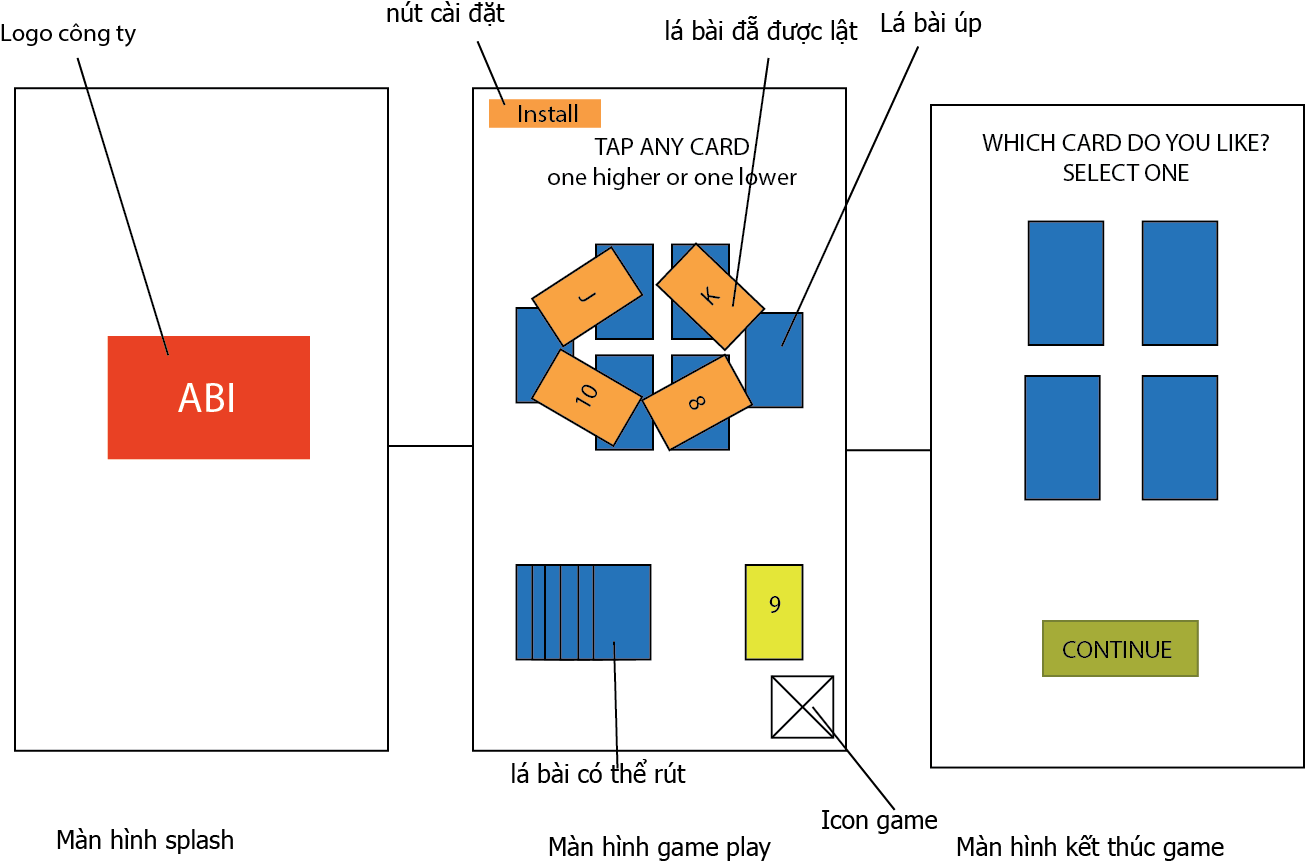 Logo công ty
nút cài đặt
lá bài đẵ được lật
Lá bài úp
ABI
Install
TAP ANY CARD
one higher or one lower
J
K
10
8
9
lá bài có thể rút
Icon game
WHICH CARD DO YOU LIKE?
SELECT ONE
CONTINUE
Màn hình splash
Màn hình game play
Màn hình kết thúc game